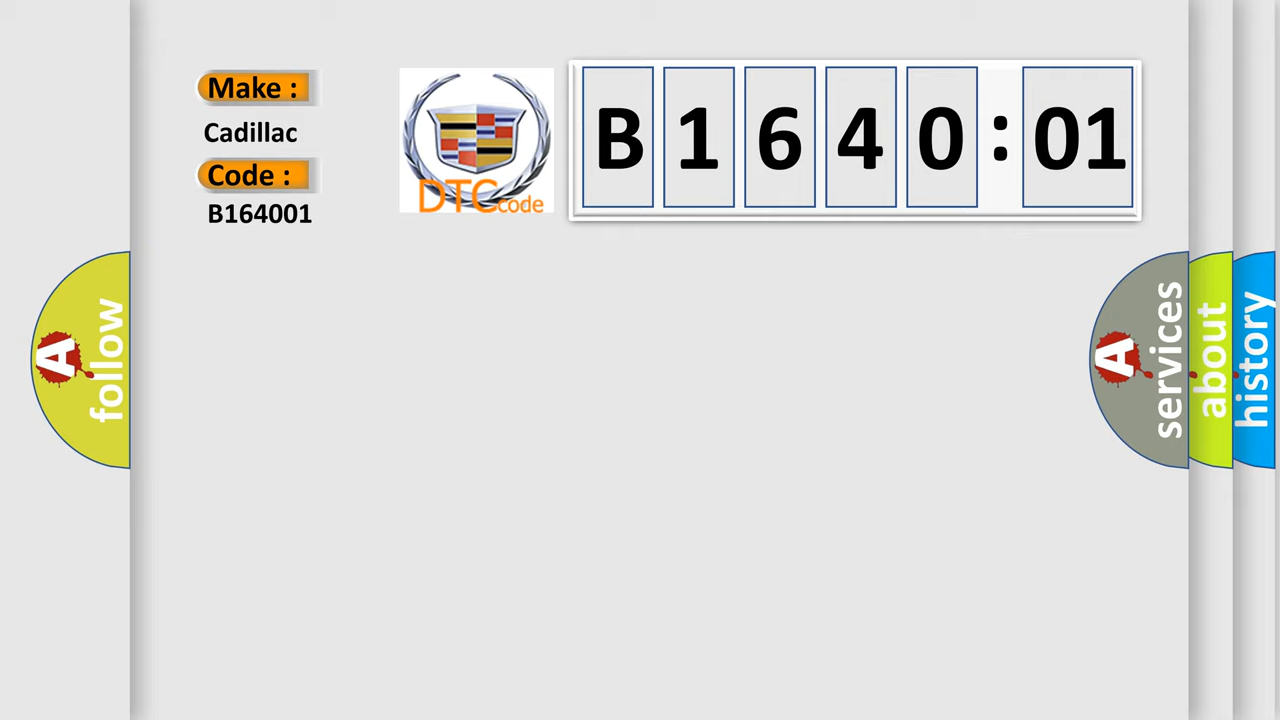 Make :
Cadillac
Code :
B164001
DTCcode
B 1 6 4 0 : 01
A follow
A services
about
history